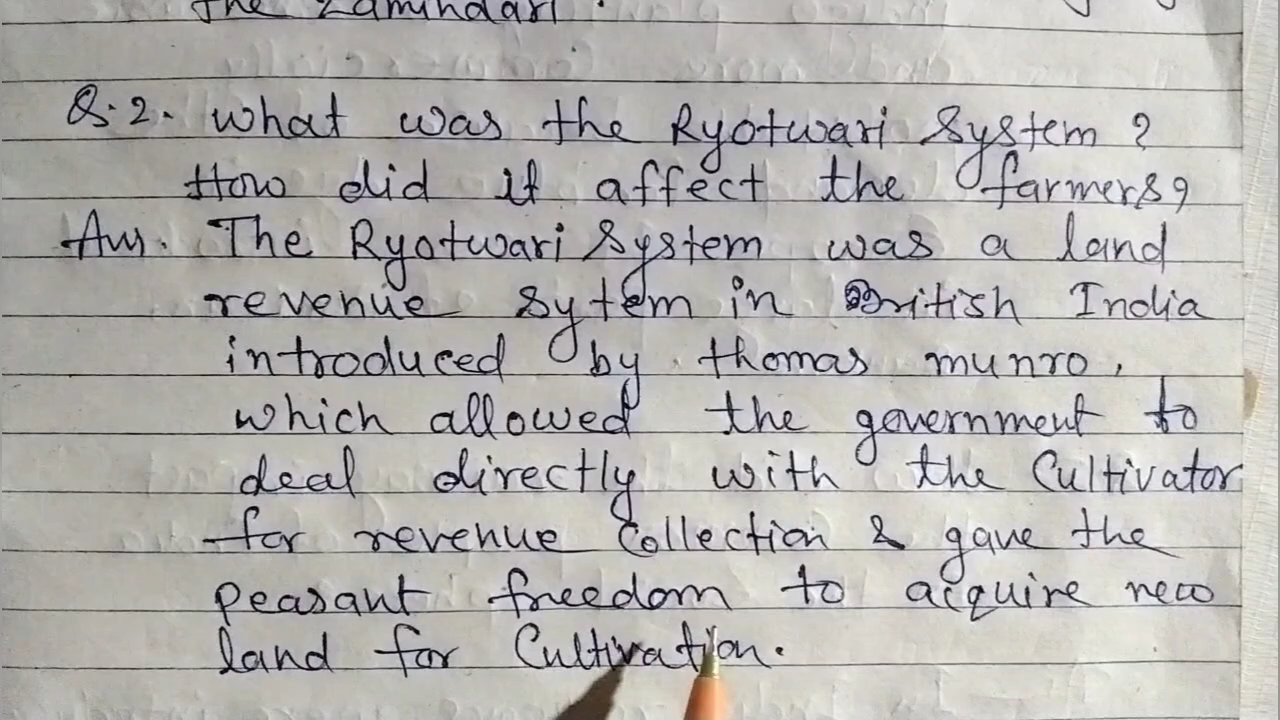 the Zamindari.
Q.2. What was the Ryotwari System ?
How did it affect the farmers?
Ans. The Ryotwari System was a land
revenue sytem in British India
introduced by thomas munro,
which allowed the government to
deal directly with the Cultivator
for revenue Collection & gave the
peasant freedom to acquire new
land for Cultivation.